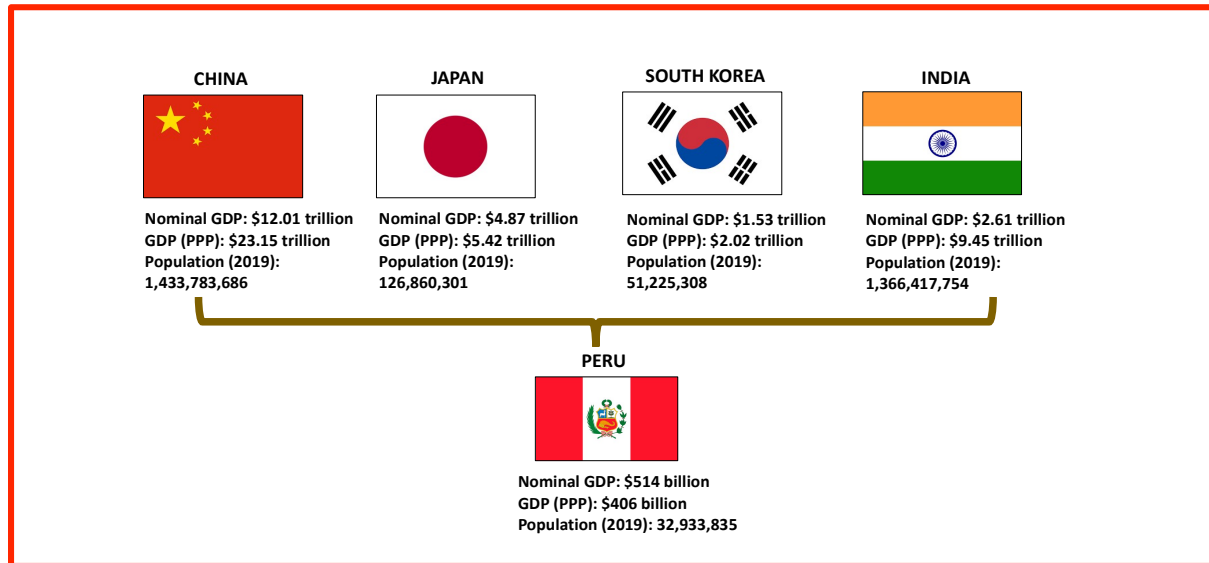 CHINA
JAPAN
SOUTH KOREA
INDIA
Nominal GDP: $12.01 trillion
GDP (PPP): $23.15 trillion
Population (2019):
1,433,783,686
Nominal GDP: $4.87 trillion
GDP (PPP): $5.42 trillion
Population (2019):
126,860,301
Nominal GDP: $1.53 trillion
GDP (PPP): $2.02 trillion
Population (2019):
51,225,308
Nominal GDP: $2.61 trillion
GDP (PPP): $9.45 trillion
Population (2019):
1,366,417,754
PERU
Nominal GDP: $514 billion
GDP (PPP): $406 billion
Population (2019): 32,933,835